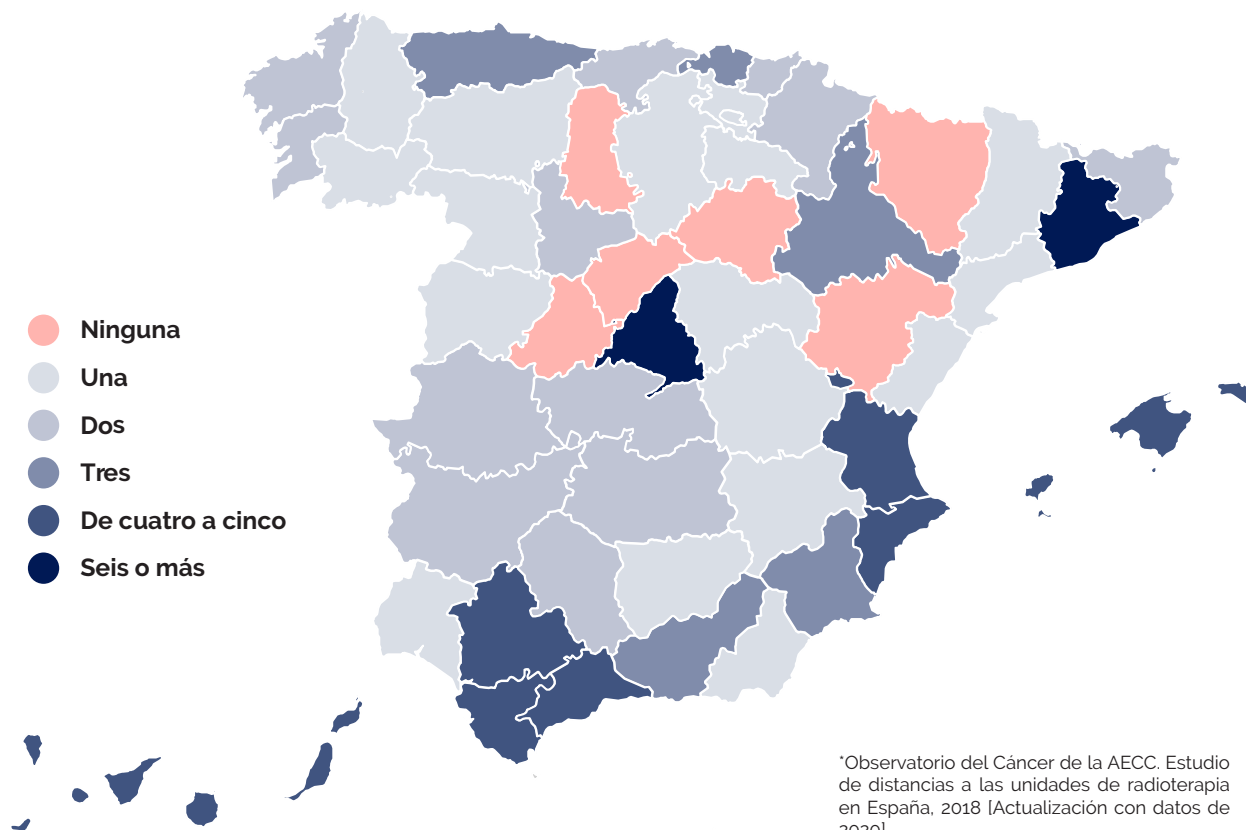 Ninguna
Una
Dos
Tres
De cuatro a cinco
Seis o más
*Observatorio del Cáncer de la AECC. Estudio
de distancias a las unidades de radioterapia
en España, 2018 [Actualización con datos de
2020]